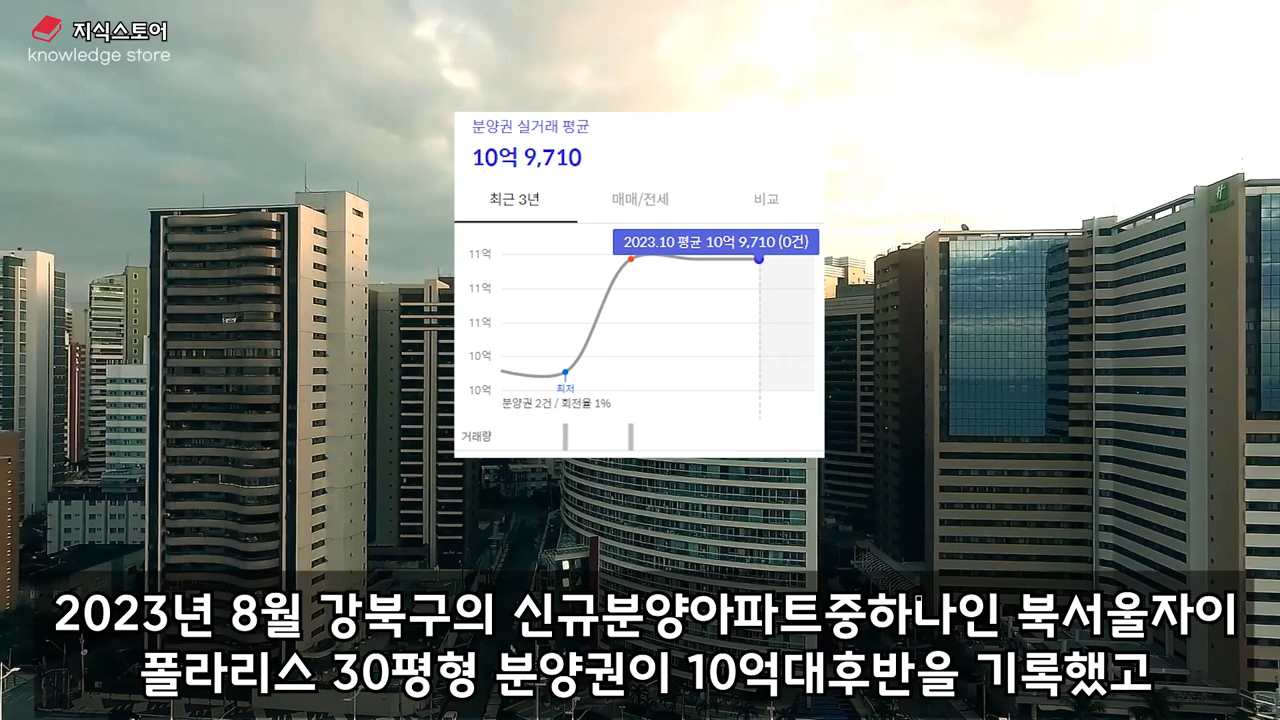 지식스토어
knowledge store
분양권 실거래 평균
10억 9,710
최근 3년 매매/전세 비교
2023.10 평균 10억 9,710 (0건)
11억
11억
11억
10억
10억
최저
분양권 2건 / 회전율 1%
거래량
2023년 8월 강북구의 신규분양아파트중하나인 북서울자이
폴라리스 30평형 분양권이 10억대후반을 기록했고